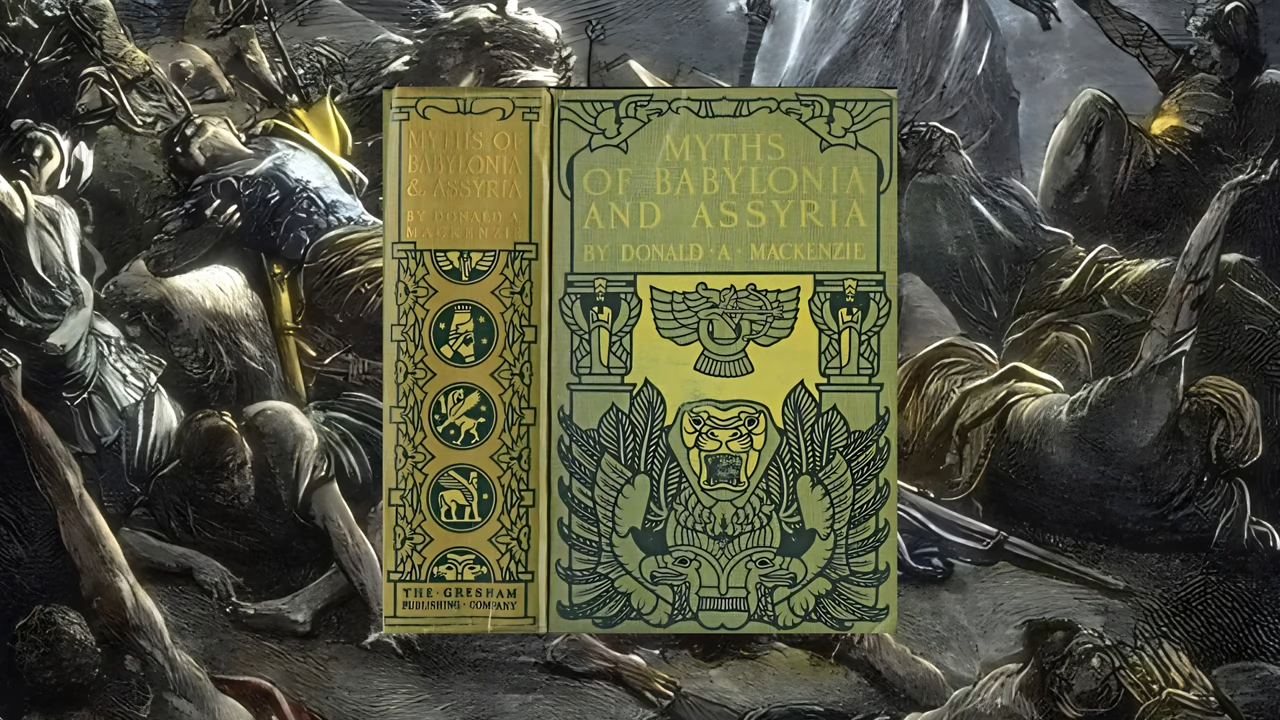 MYTHS OF
BABYLONIA
& ASSYRIA
BY DONALD A.
MACKENZIE
THE · GRESHAM
PUBLISHING · COMPANY
MYTHS
OF BABYLONIA
AND ASSYRIA
BY DONALD · A · MACKENZIE